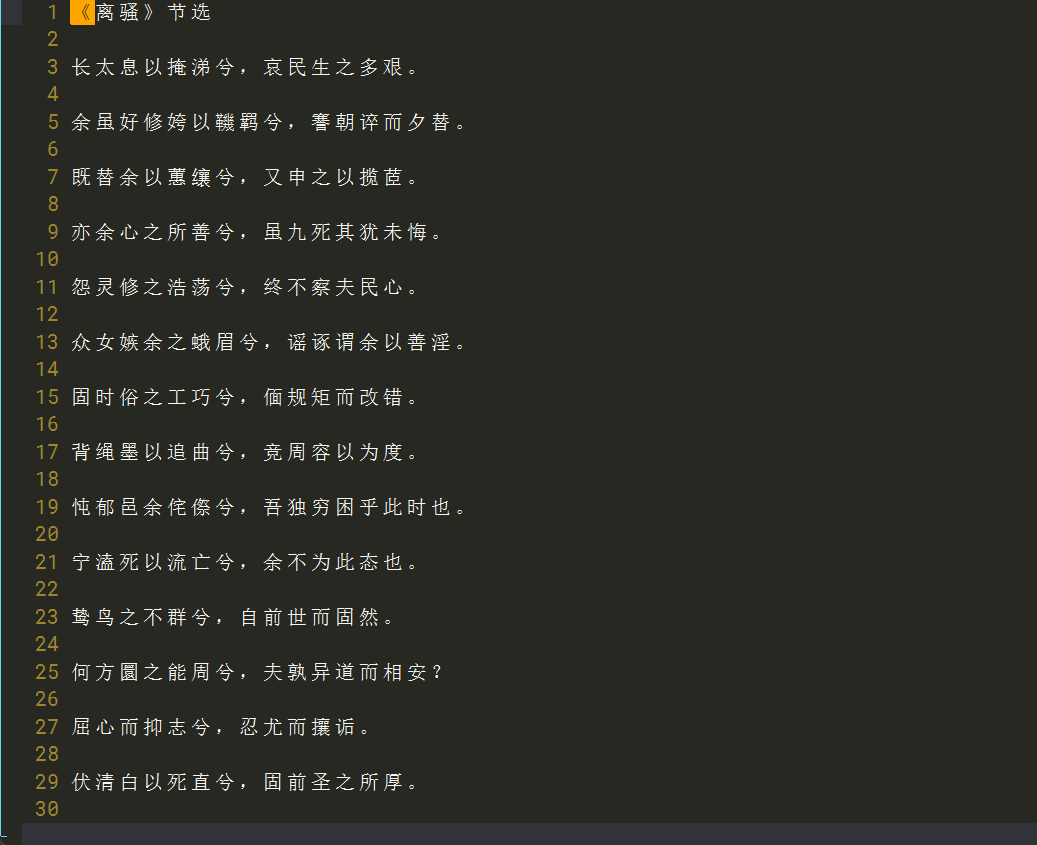 1 《离骚》节选
2
3 长太息以掩涕兮，哀民生之多艰。
4
5 余虽好修姱以鞿羁兮，謇朝谇而夕替。
6
7 既替余以蕙纕兮，又申之以揽茝。
8
9 亦余心之所善兮，虽九死其犹未悔。
10
11 怨灵修之浩荡兮，终不察夫民心。
12
13 众女嫉余之蛾眉兮，谣诼谓余以善淫。
14
15 固时俗之工巧兮，偭规矩而改错。
16
17 背绳墨以追曲兮，竞周容以为度。
18
19 忳郁邑余侘傺兮，吾独穷困乎此时也。
20
21 宁溘死以流亡兮，余不为此态也。
22
23 鸷鸟之不群兮，自前世而固然。
24
25 何方圜之能周兮，夫孰异道而相安？
26
27 屈心而抑志兮，忍尤而攘诟。
28
29 伏清白以死直兮，固前圣之所厚。
30